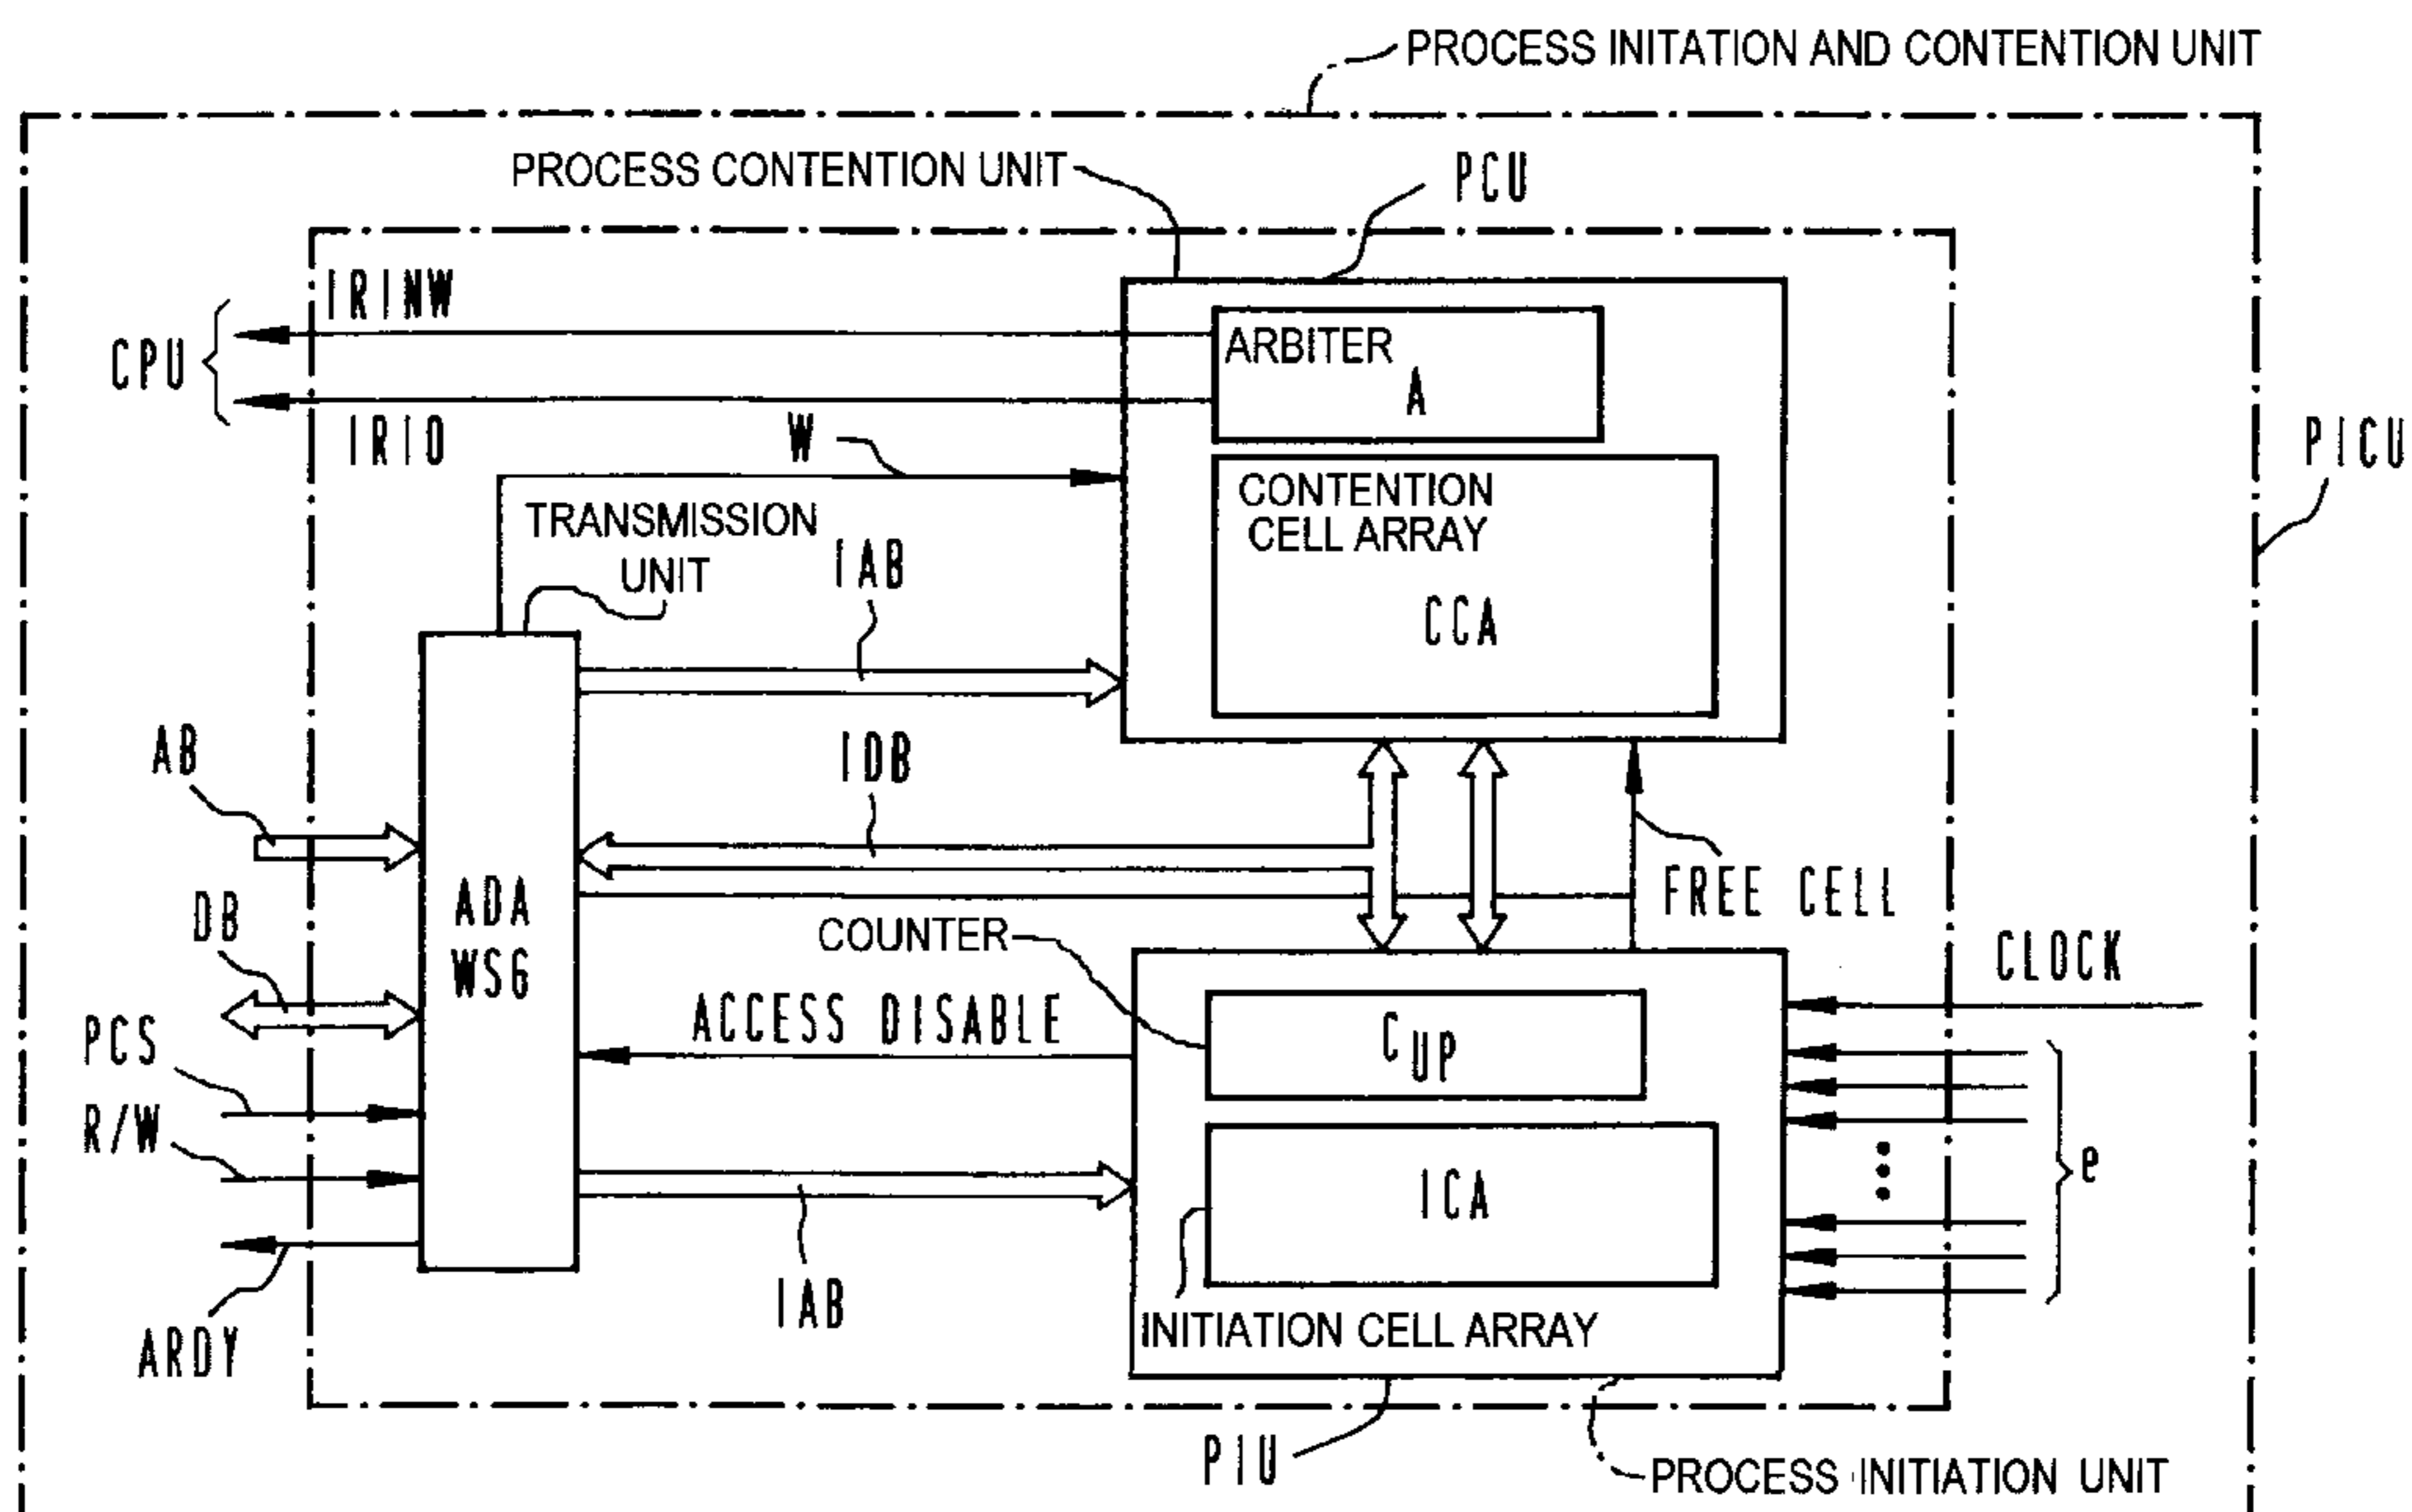 PROCESS INITATION AND CONTENTION UNIT
PROCESS CONTENTION UNIT
PCU
IRINW
CPU
ARBITER
A
IRIO
W
PICU
CONTENTION
CELL ARRAY
CCA
TRANSMISSION
UNIT
IAB
AB
IDB
DB
ADA
WSG
FREE CELL
COUNTER
CLOCK
PCS
ACCESS DISABLE
CUP
R/W
ICA
e
IAB
ARDY
INITIATION CELL ARRAY
PIU
PROCESS INITIATION UNIT